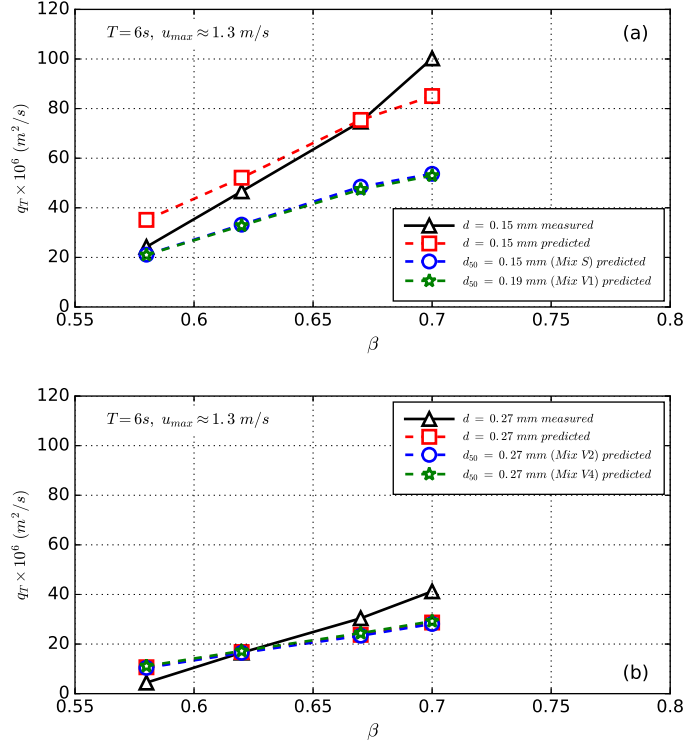 T = 6s, u_max ≈ 1.3 m/s
(a)
120
100
80
60
40
20
0
q_T × 10^6 (m^2/s)
d = 0.15 mm measured
d = 0.15 mm predicted
d_50 = 0.15 mm (Mix S) predicted
d_50 = 0.19 mm (Mix V1) predicted
0.55 0.6 0.65 0.7 0.75 0.8
β
T = 6s, u_max ≈ 1.3 m/s
120
100
80
60
40
20
0
q_T × 10^6 (m^2/s)
d = 0.27 mm measured
d = 0.27 mm predicted
d_50 = 0.27 mm (Mix V2) predicted
d_50 = 0.27 mm (Mix V4) predicted
(b)
0.55 0.6 0.65 0.7 0.75 0.8
β